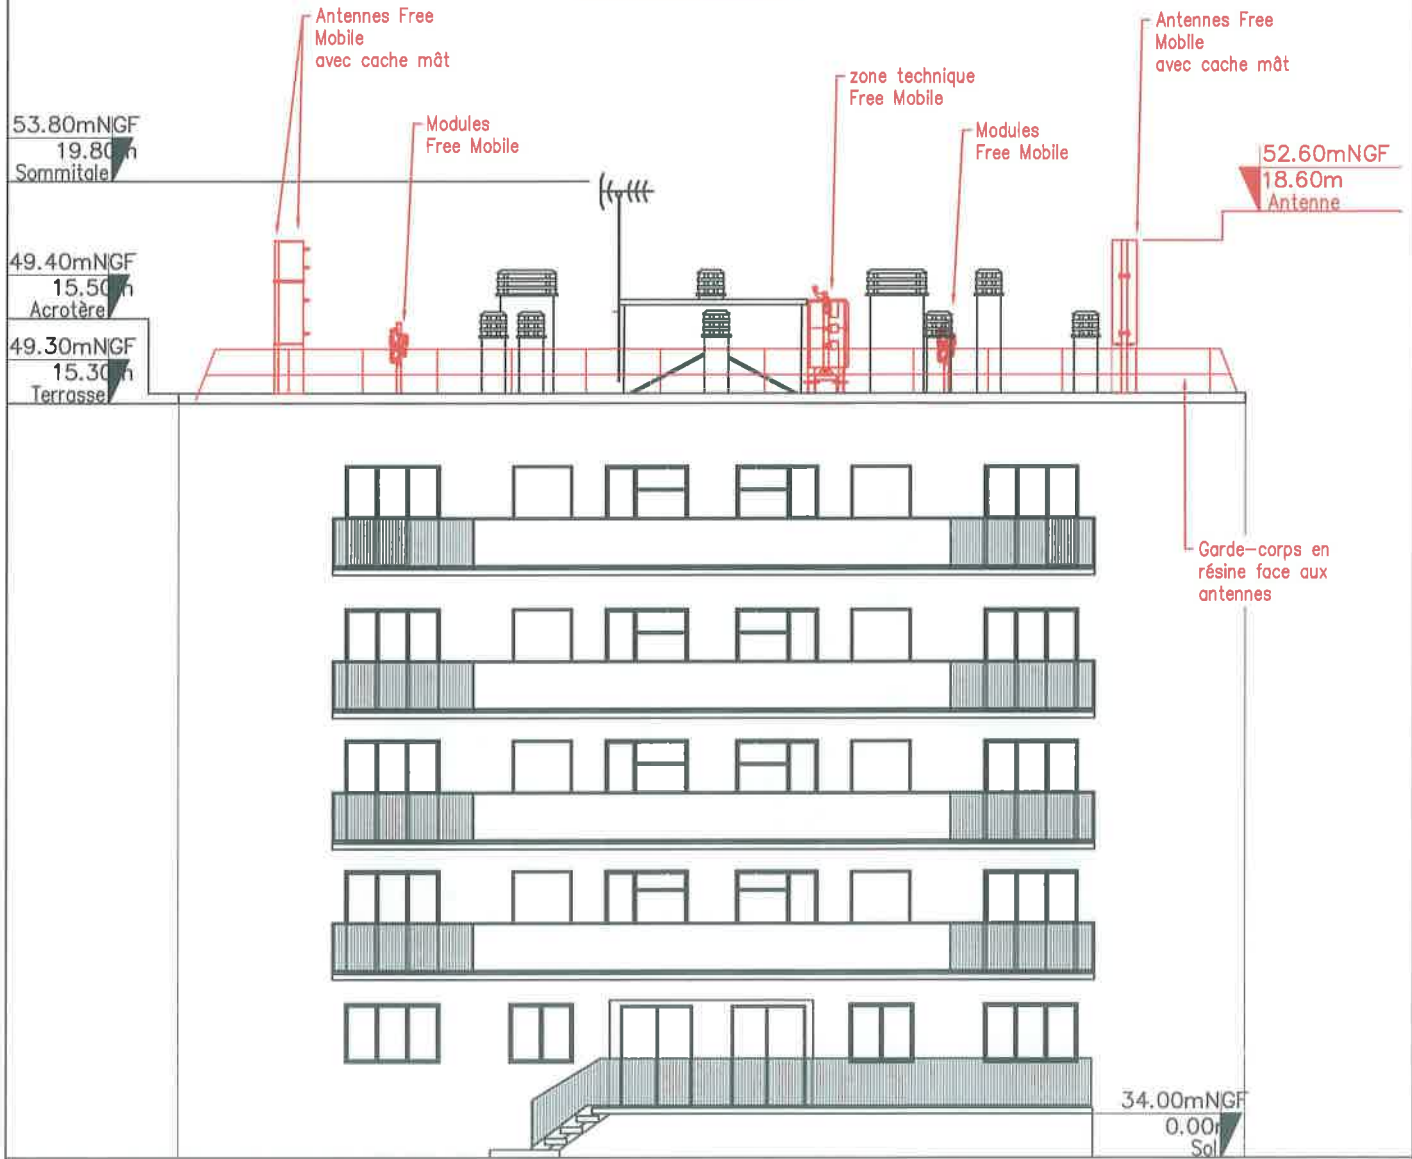 Antennes Free
Mobile
avec cache mât
Antennes Free
Mobile
avec cache mât
zone technique
Free Mobile
Modules
Free Mobile
Modules
Free Mobile
53.80mNGF
19.80m
Sommitale
52.60mNGF
18.60m
Antenne
49.40mNGF
15.50m
Acrotère
49.30mNGF
15.30m
Terrasse
Garde-corps en
résine face aux
antennes
34.00mNGF
0.00m
Sol